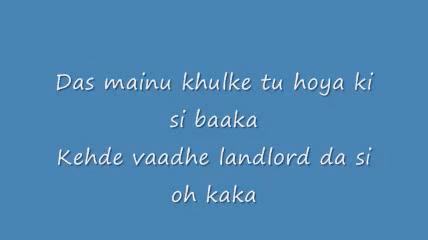 Das mainu khulke tu hoya ki
si baaka
Kehde vaadhe landlord da si
oh kaka